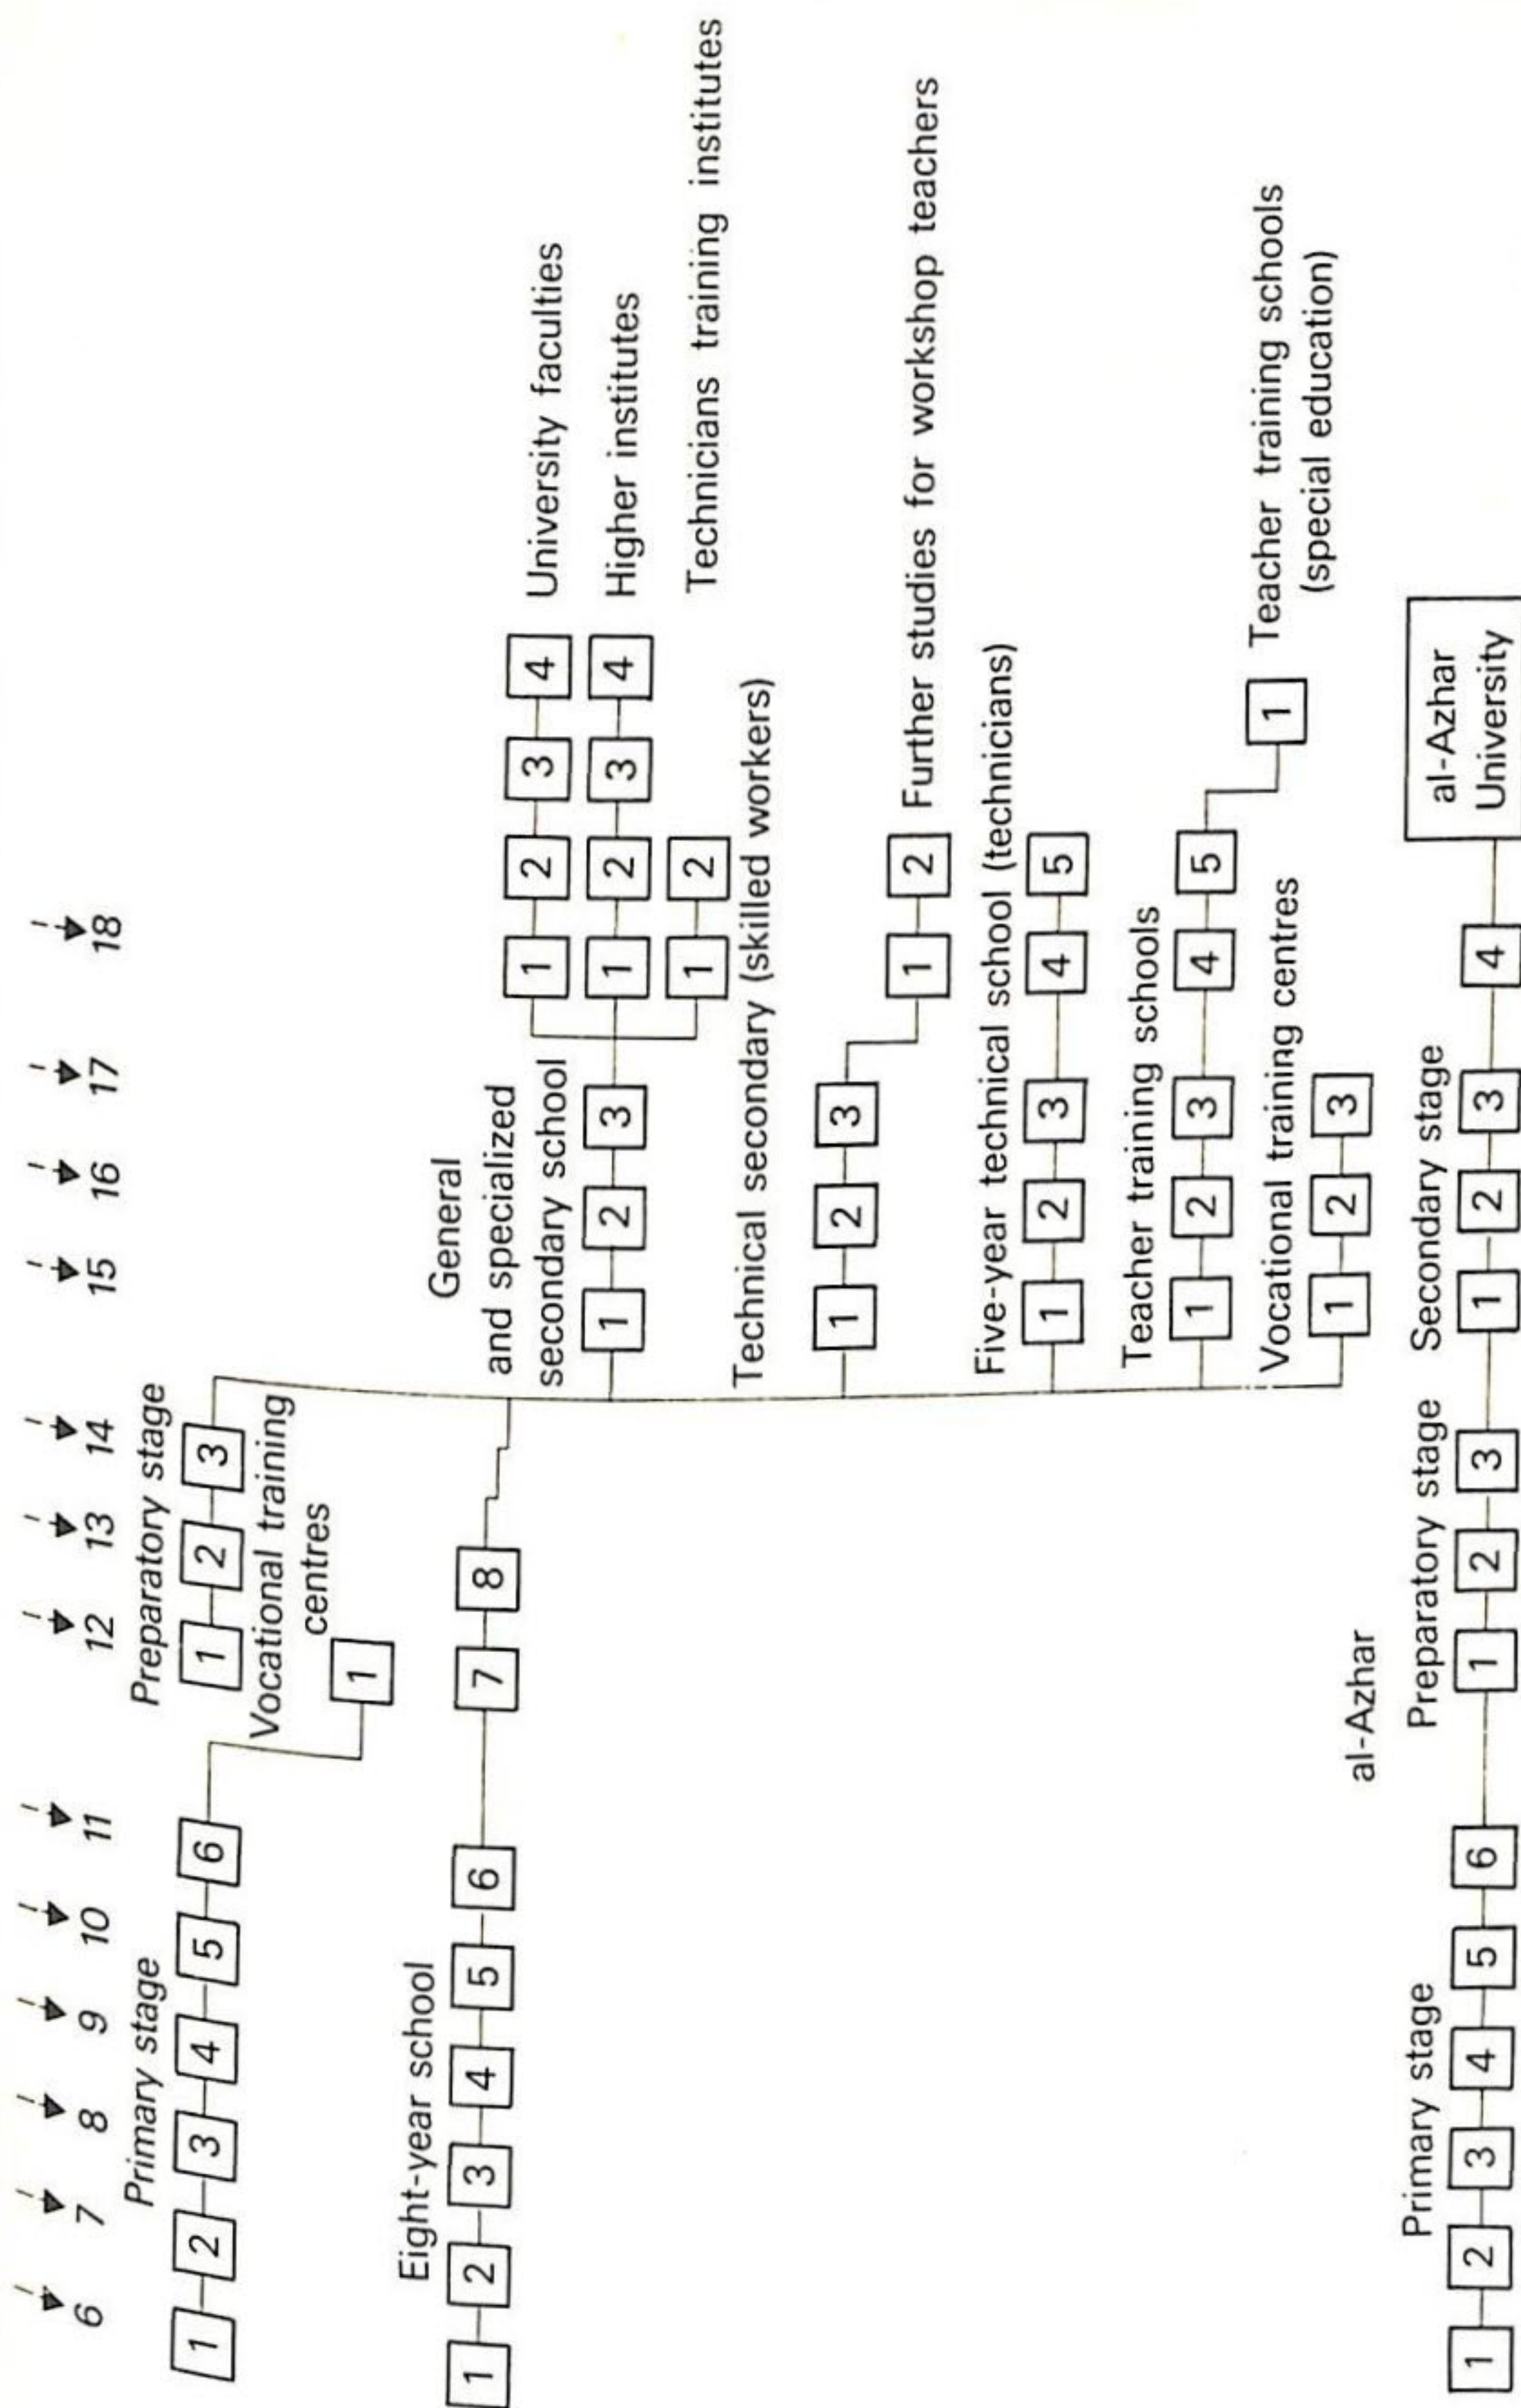 6 7 8 9 10 11 12 13 14 15 16 17 18
Primary stage
1 2 3 4 5 6
Preparatory stage
1 2 3
Vocational training
centres
1
Eight-year school
1 2 3 4 5 6 7 8
General
and specialized
secondary school
1 2 3
1 2 3 4 University faculties
1 2 3 4 Higher institutes
1 2 Technicians training institutes
Technical secondary (skilled workers)
1 2 3
1 2 Further studies for workshop teachers
Five-year technical school (technicians)
1 2 3 4 5
Teacher training schools
1 2 3 4 5
1 Teacher training schools
(special education)
Vocational training centres
1 2 3
al-Azhar
Primary stage
1 2 3 4 5 6
Preparatory stage
1 2 3
Secondary stage
1 2 3 4
al-Azhar
University